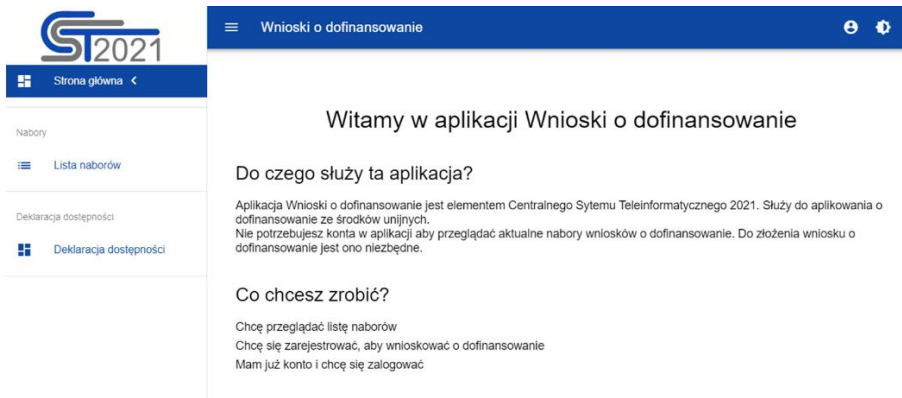 ST2021
Wnioski o dofinansowanie
Strona główna
Nabory
Lista naborów
Deklaracja dostępności
Deklaracja dostępności
Witamy w aplikacji Wnioski o dofinansowanie
Do czego służy ta aplikacja?
Aplikacja Wnioski o dofinansowanie jest elementem Centralnego Sytemu Teleinformatycznego 2021. Służy do aplikowania o
dofinansowanie ze środków unijnych.
Nie potrzebujesz konta w aplikacji aby przeglądać aktualne nabory wniosków o dofinansowanie. Do złożenia wniosku o
dofinansowanie jest ono niezbędne.
Co chcesz zrobić?
Chcę przeglądać listę naborów
Chcę się zarejestrować, aby wnioskować o dofinansowanie
Mam już konto i chcę się zalogować